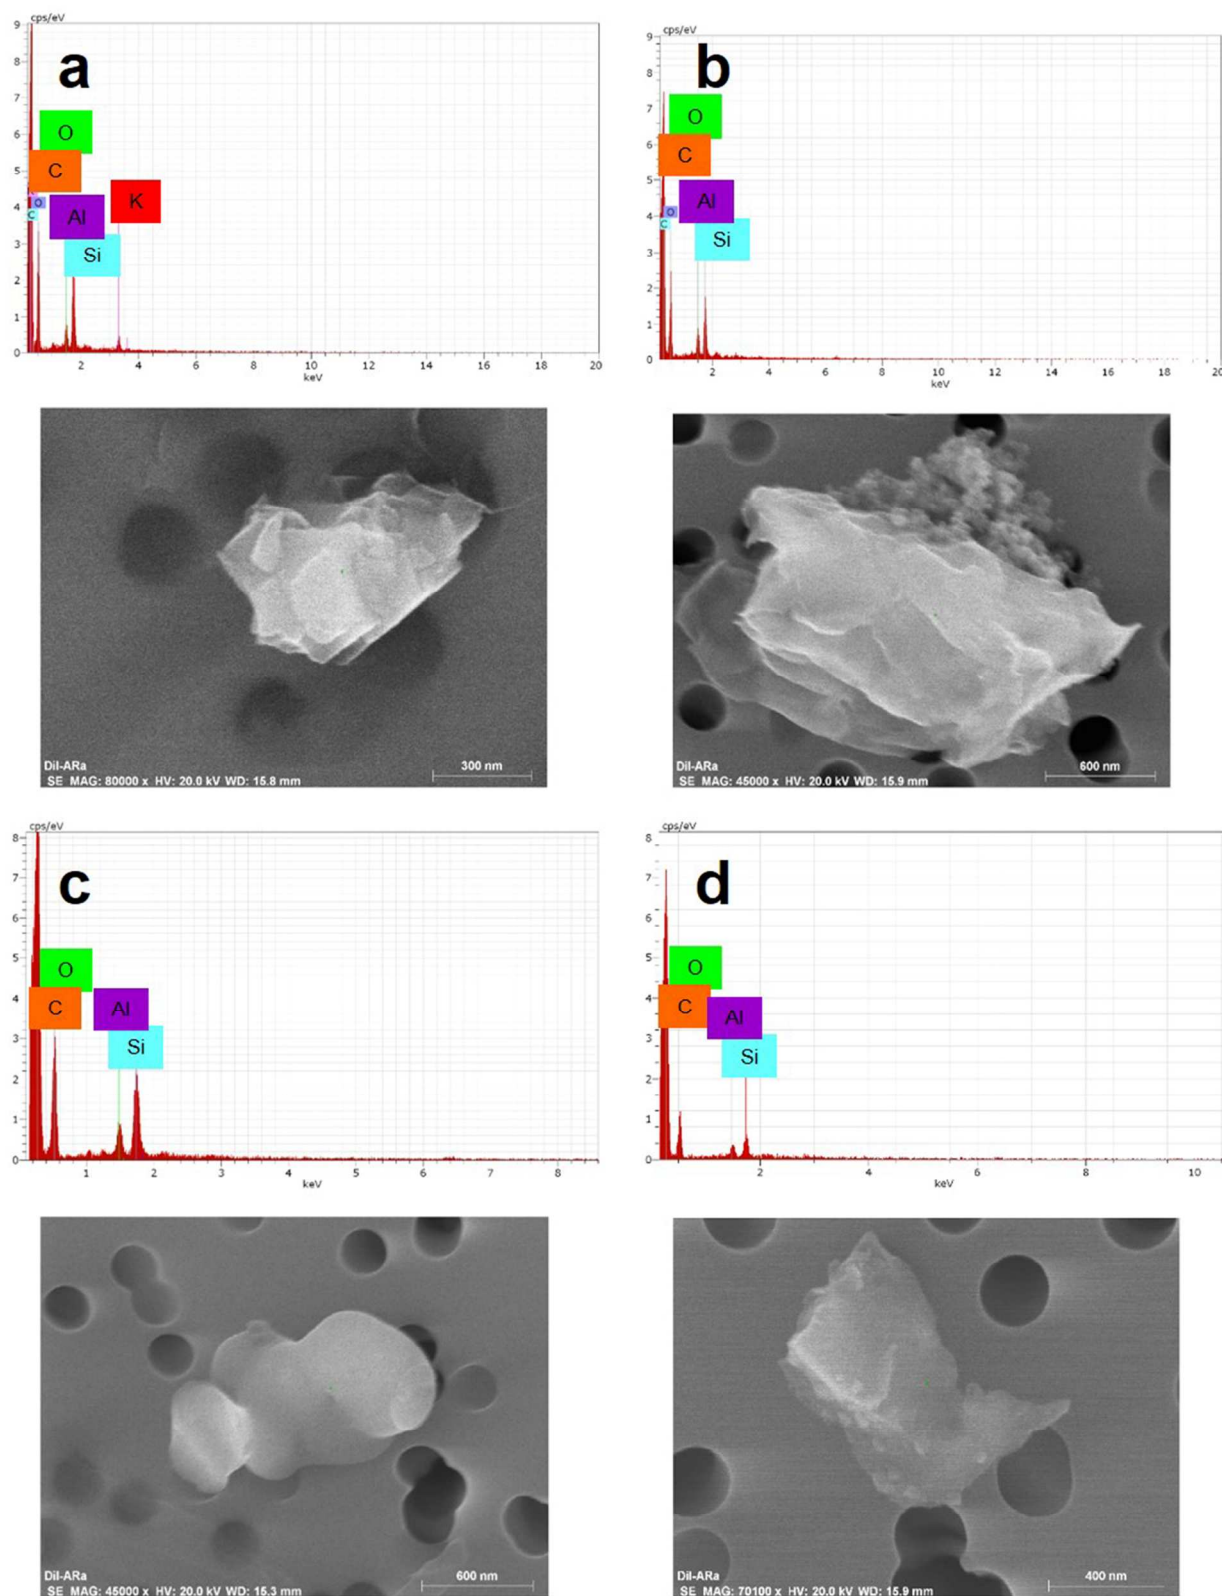 cps/eV
9
8
7
6
5
4
3
2
1
0
a
O
C
O
C
Al
Si
K
2 4 6 8 10 12 14 16 18 20
keV
cps/eV
9
8
7
6
5
4
3
2
1
0
b
O
C
O
C
Al
Si
2 4 6 8 10 12 14 16 18 20
keV
DiI-ARa
300 nm
SE MAG: 80000 x HV: 20.0 kV WD: 15.8 mm
DiI-ARa
600 nm
SE MAG: 45000 x HV: 20.0 kV WD: 15.9 mm
cps/eV
8
7
6
5
4
3
2
1
0
c
O
C
Al
Si
1 2 3 4 5 6 7 8
keV
cps/eV
8
7
6
5
4
3
2
1
0
d
O
C
Al
Si
2 4 6 8 10
keV
DiI-ARa
600 nm
SE MAG: 45000 x HV: 20.0 kV WD: 15.3 mm
DiI-ARa
400 nm
SE MAG: 70100 x HV: 20.0 kV WD: 15.9 mm